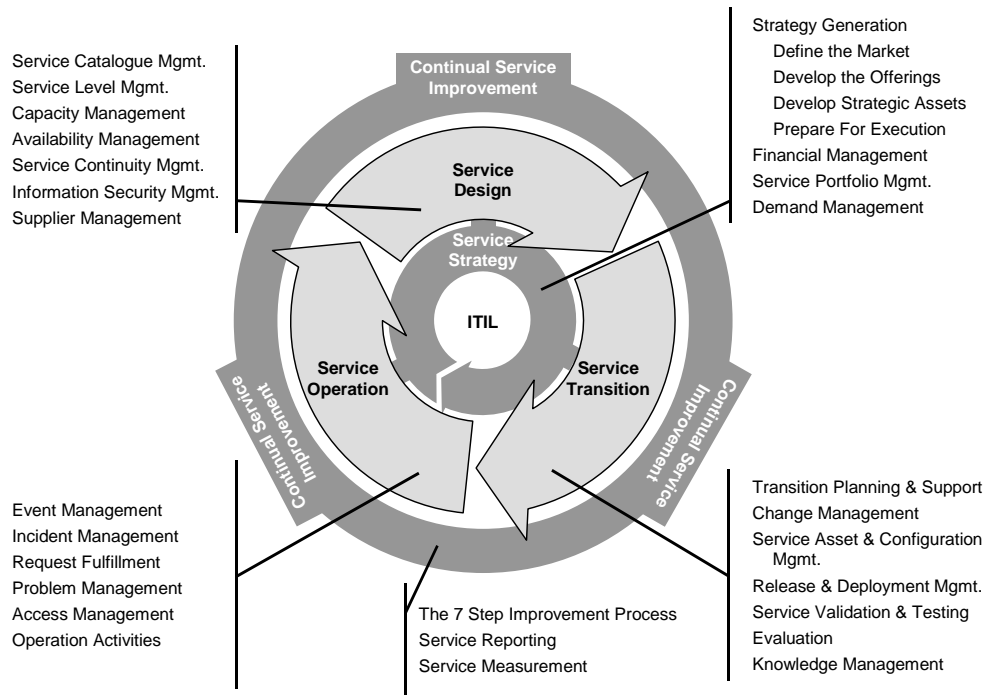 Service Catalogue Mgmt.
Service Level Mgmt.
Capacity Management
Availability Management
Service Continuity Mgmt.
Information Security Mgmt.
Supplier Management
Continual Service
Improvement
Strategy Generation
Define the Market
Develop the Offerings
Develop Strategic Assets
Prepare For Execution
Financial Management
Service Portfolio Mgmt.
Demand Management
Service
Design
Service
Strategy
ITIL
Service
Operation
Service
Transition
Continual Service
Improvement
Continual Service
Improvement
Event Management
Incident Management
Request Fulfillment
Problem Management
Access Management
Operation Activities
The 7 Step Improvement Process
Service Reporting
Service Measurement
Transition Planning & Support
Change Management
Service Asset & Configuration
Mgmt.
Release & Deployment Mgmt.
Service Validation & Testing
Evaluation
Knowledge Management